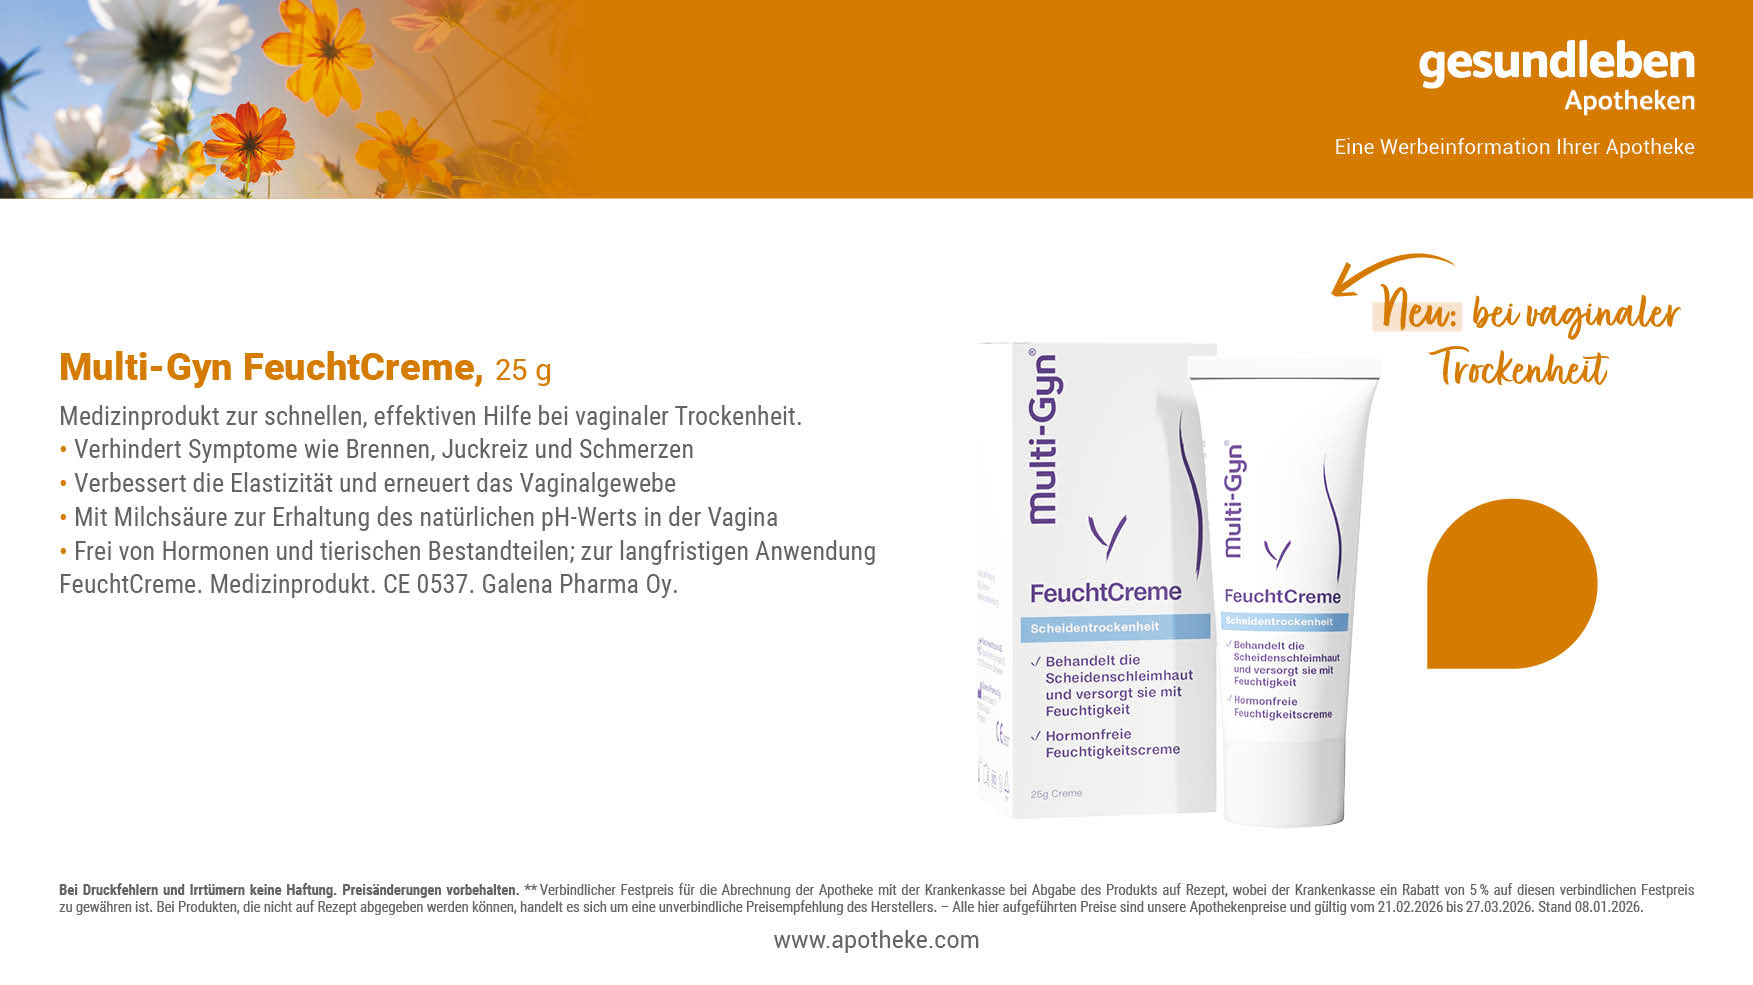 gesundleben
Apotheken
Eine Werbeinformation Ihrer Apotheke
Neu: bei vaginaler
Trockenheit
Multi-Gyn FeuchtCreme, 25 g
Medizinprodukt zur schnellen, effektiven Hilfe bei vaginaler Trockenheit.
• Verhindert Symptome wie Brennen, Juckreiz und Schmerzen
• Verbessert die Elastizität und erneuert das Vaginalgewebe
• Mit Milchsäure zur Erhaltung des natürlichen pH-Werts in der Vagina
• Frei von Hormonen und tierischen Bestandteilen; zur langfristigen Anwendung
FeuchtCreme. Medizinprodukt. CE 0537. Galena Pharma Oy.
Multi-Gyn®
FeuchtCreme
Scheidentrockenheit
✓ Behandelt die
Scheidenschleimhaut
und versorgt sie mit
Feuchtigkeit
✓ Hormonfreie
Feuchtigkeitscreme
25g Creme
Multi-Gyn®
FeuchtCreme
Scheidentrockenheit
✓ Behandelt die
Scheidenschleimhaut
und versorgt sie mit
Feuchtigkeit
✓ Hormonfreie
Feuchtigkeitscreme
Bei Druckfehlern und Irrtümern keine Haftung. Preisänderungen vorbehalten. ** Verbindlicher Festpreis für die Abrechnung der Apotheke mit der Krankenkasse bei Abgabe des Produkts auf Rezept, wobei der Krankenkasse ein Rabatt von 5 % auf diesen verbindlichen Festpreis
zu gewähren ist. Bei Produkten, die nicht auf Rezept abgegeben werden können, handelt es sich um eine unverbindliche Preisempfehlung des Herstellers. – Alle hier aufgeführten Preise sind unsere Apothekenpreise und gültig vom 21.02.2026 bis 27.03.2026. Stand 08.01.2026.
www.apotheke.com